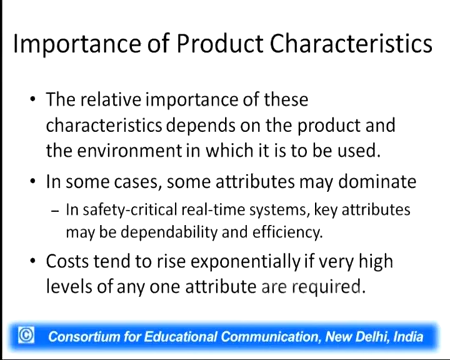 Importance of Product Characteristics
• The relative importance of these
characteristics depends on the product and
the environment in which it is to be used.
• In some cases, some attributes may dominate
– In safety-critical real-time systems, key attributes
may be dependability and efficiency.
• Costs tend to rise exponentially if very high
levels of any one attribute are required.
© Consortium for Educational Communication, New Delhi, India